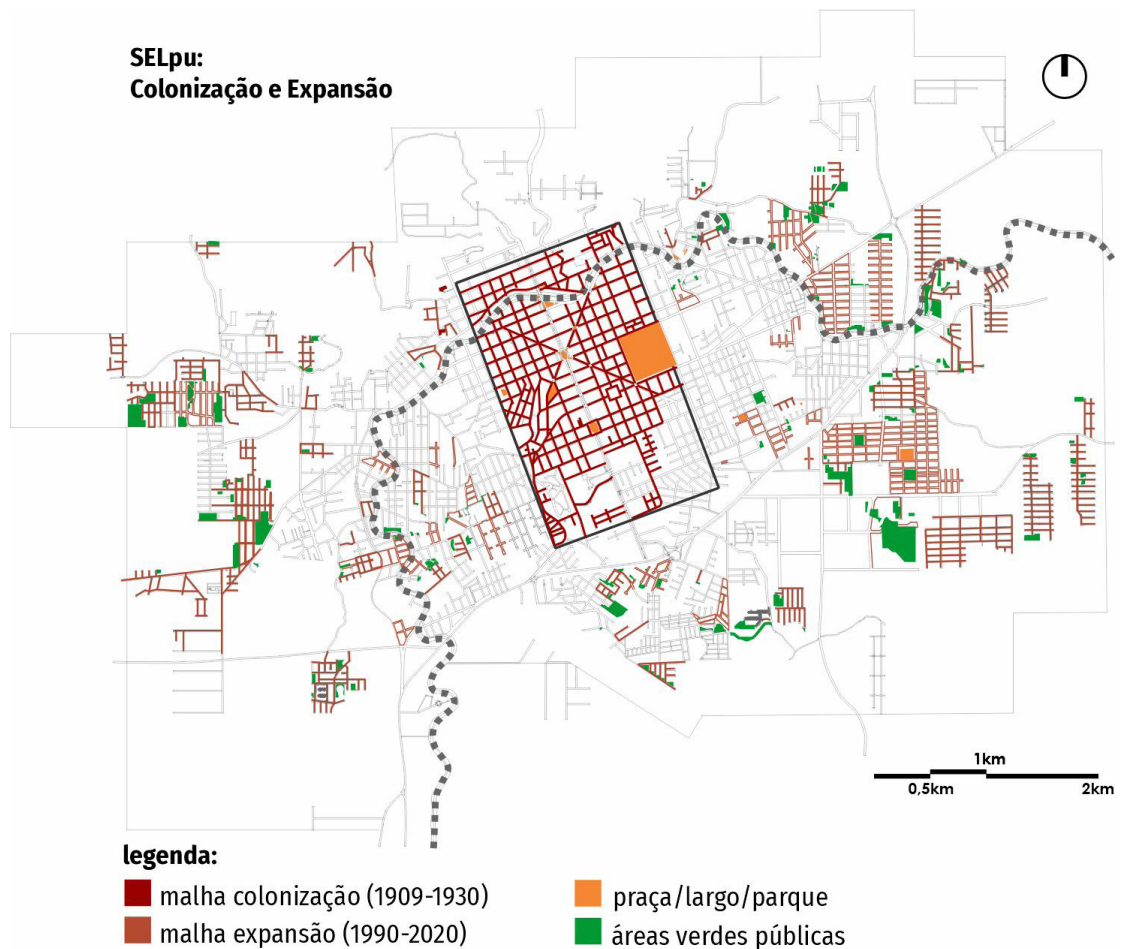 SELpu:
Colonização e Expansão
1km
0,5km
2km
legenda:
malha colonização (1909-1930)
malha expansão (1990-2020)
praça/largo/parque
áreas verdes públicas